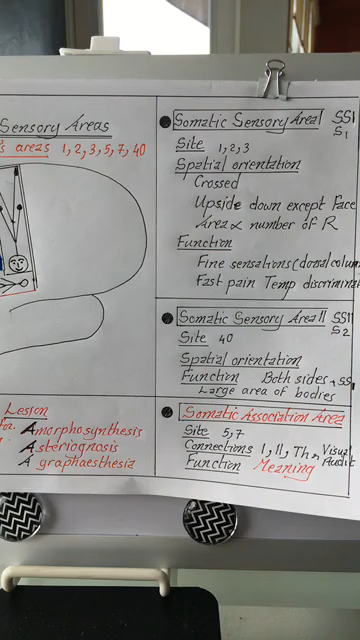 Sensory Areas
s areas 1, 2, 3, 5, 7, 40
Lesion
Amorphosynthesis
Asteriognosis
A graphaesthesia
Somatic Sensory Area I SSI
S1
Site 1, 2, 3
Spatial orientation
Crossed
Upside down except Face
Area ∝ number of R
Function
Fine sensations (dorsal colum
Fast pain Temp discriminat
Somatic Sensory Area II SSII
S2
Site 40
Spatial orientation
Function Both sides + SSI
Large area of bodies
Somatic Association Area
Site 5, 7
Connections I, II, Th, Visual
Audit
Function Meaning